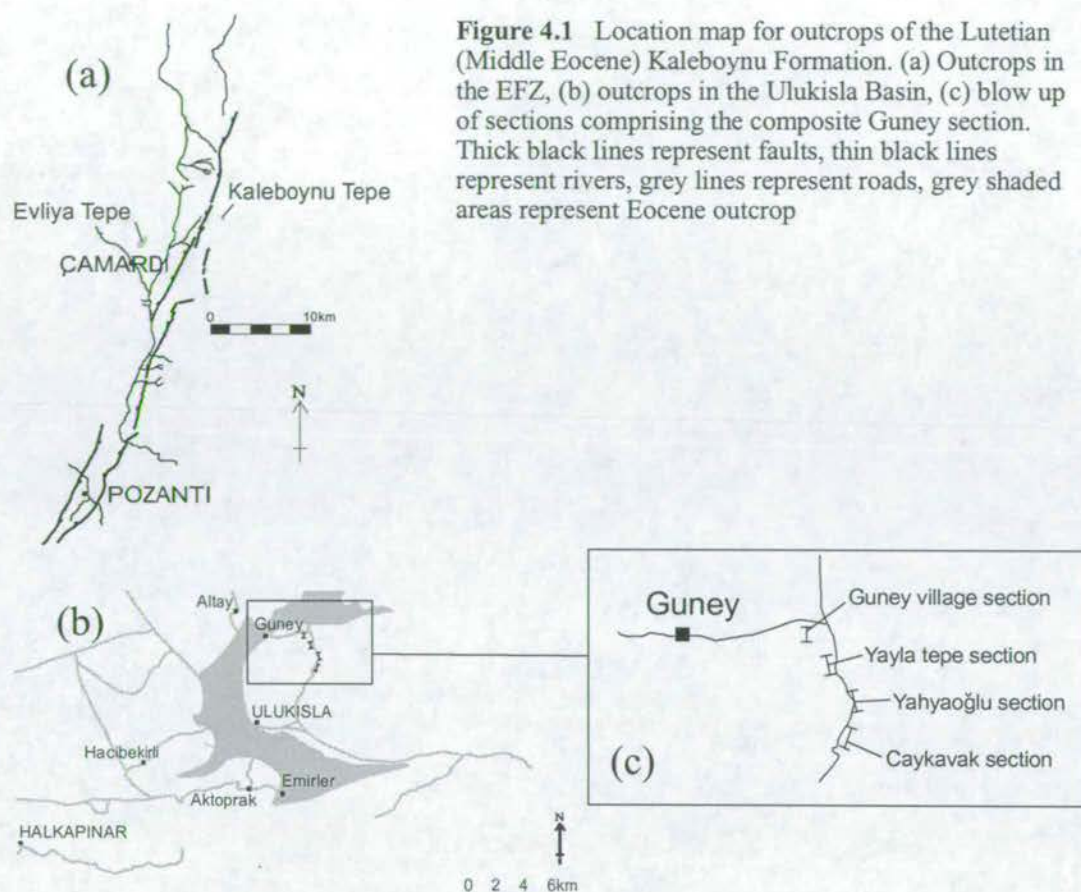 Figure 4.1 Location map for outcrops of the Lutetian
(Middle Eocene) Kaleboynu Formation. (a) Outcrops in
the EFZ, (b) outcrops in the Ulukisla Basin, (c) blow up
of sections comprising the composite Guney section.
Thick black lines represent faults, thin black lines
represent rivers, grey lines represent roads, grey shaded
areas represent Eocene outcrop
(a)
Kaleboynu Tepe
Evliya Tepe
ÇAMARDI
0 10km
N
POZANTI
(b)
Altay
Guney
ULUKISLA
Hacibekirli
Aktoprak
Emirler
HALKAPINAR
N
0 2 4 6km
Guney
Guney village section
Yayla tepe section
Yahyaoğlu section
Caykavak section
(c)